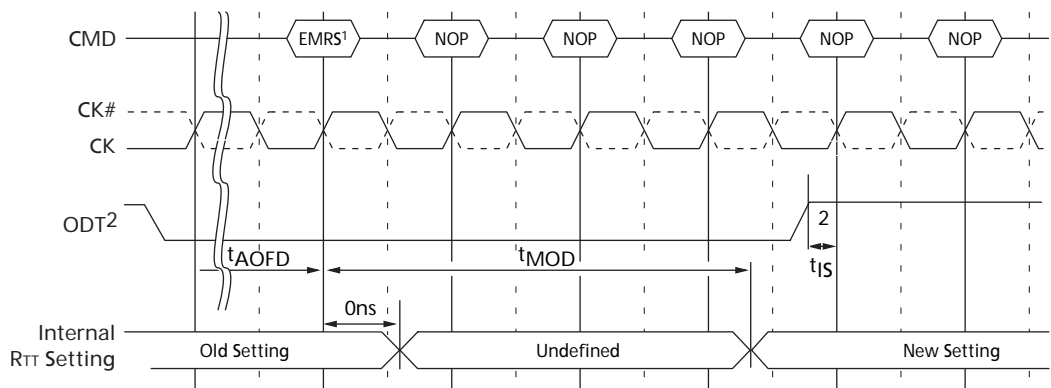 CMD EMRS¹ NOP NOP NOP NOP NOP
CK#
CK
ODT² 2
tAOFD tMOD tIS
0ns
Internal
RTT Setting Old Setting Undefined New Setting